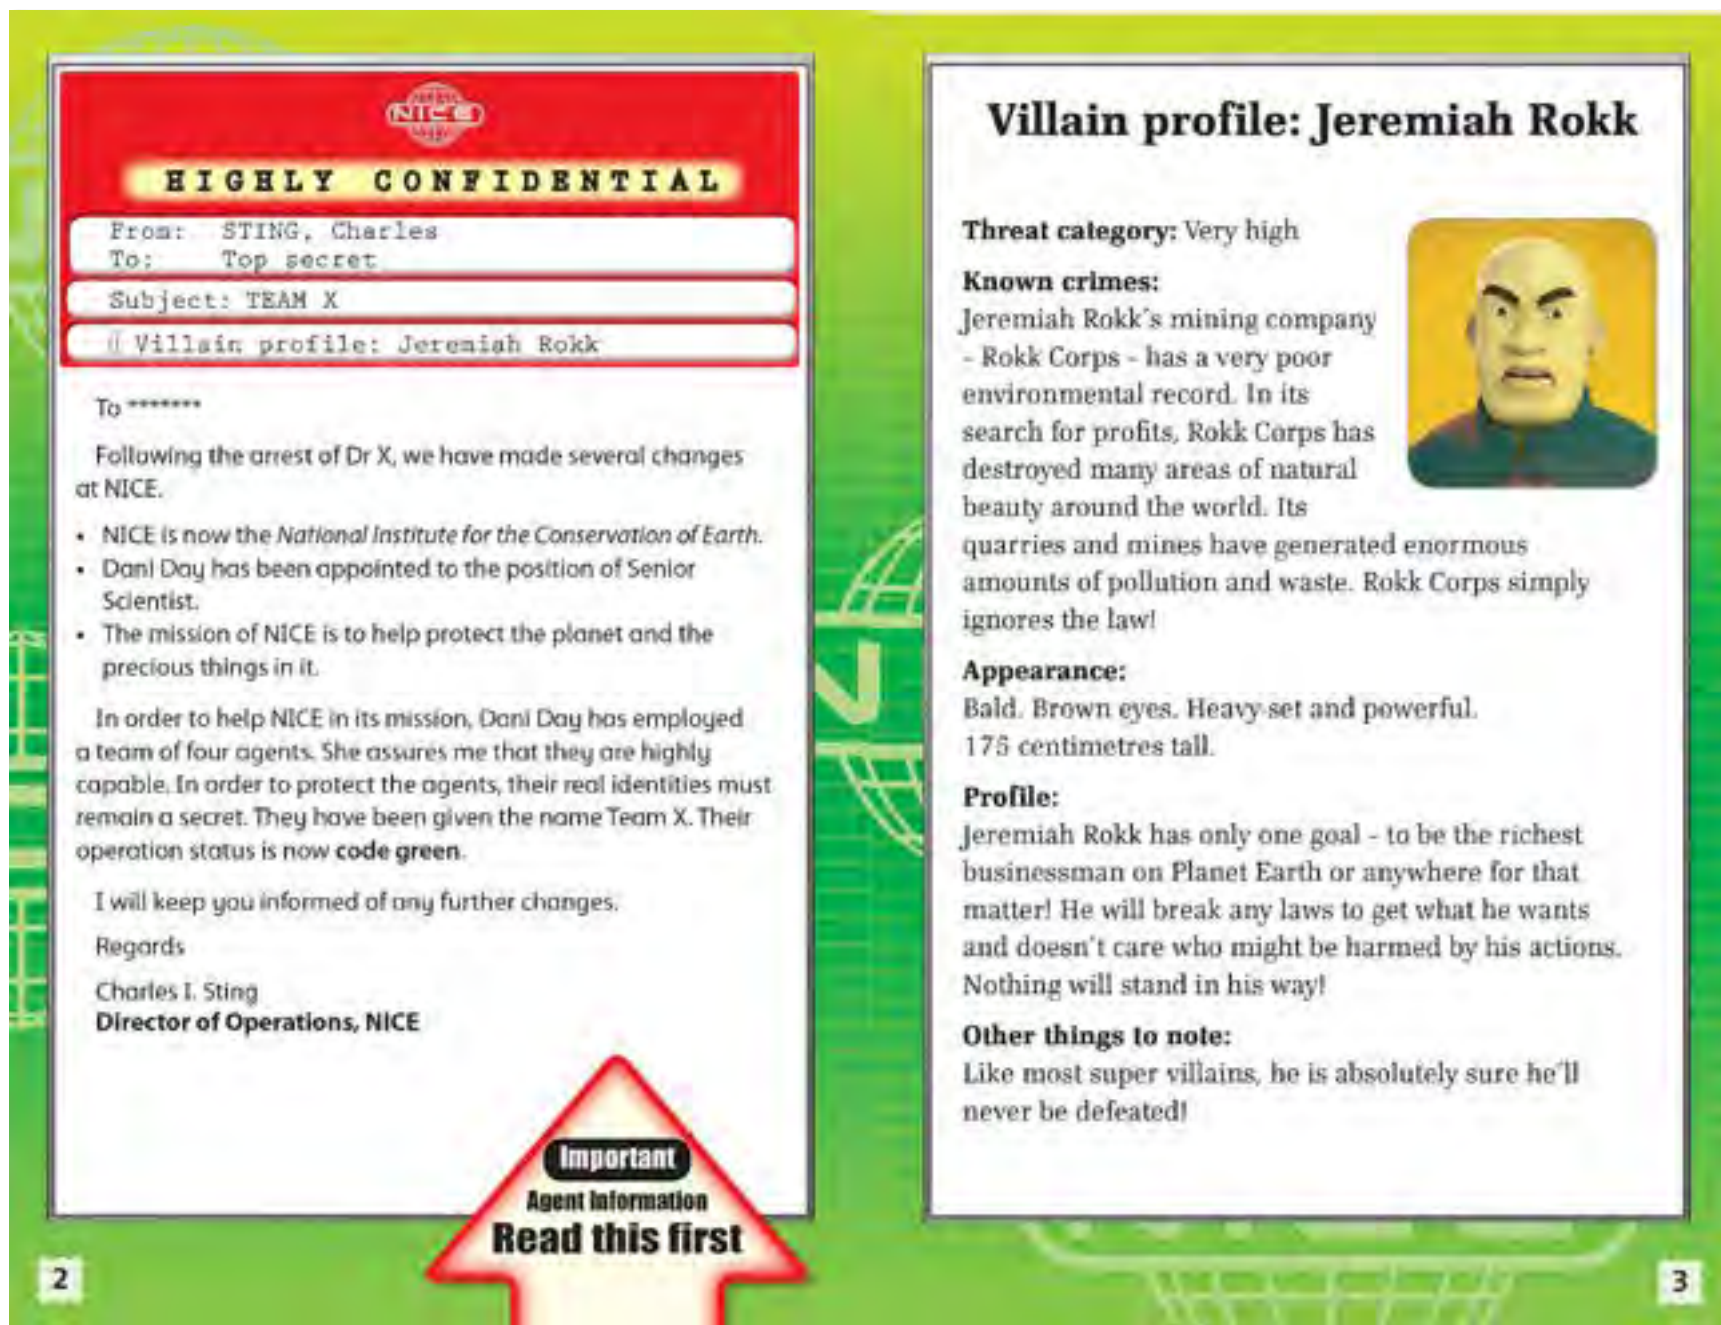 NICE
HIGHLY CONFIDENTIAL
From: STING, Charles
To: Top secret
Subject: TEAM X
Villain profile: Jeremiah Rokk
To *******
Following the arrest of Dr X, we have made several changes
at NICE.
• NICE is now the National Institute for the Conservation of Earth.
• Dani Day has been appointed to the position of Senior
Scientist.
• The mission of NICE is to help protect the planet and the
precious things in it.
In order to help NICE in its mission, Dani Day has employed
a team of four agents. She assures me that they are highly
capable. In order to protect the agents, their real identities must
remain a secret. They have been given the name Team X. Their
operation status is now code green.
I will keep you informed of any further changes.
Regards
Charles I. Sting
Director of Operations, NICE
Important
Agent Information
Read this first
2
Villain profile: Jeremiah Rokk
Threat category: Very high
Known crimes:
Jeremiah Rokk's mining company
– Rokk Corps – has a very poor
environmental record. In its
search for profits, Rokk Corps has
destroyed many areas of natural
beauty around the world. Its
quarries and mines have generated enormous
amounts of pollution and waste. Rokk Corps simply
ignores the law!
Appearance:
Bald. Brown eyes. Heavy-set and powerful.
175 centimetres tall.
Profile:
Jeremiah Rokk has only one goal – to be the richest
businessman on Planet Earth or anywhere for that
matter! He will break any laws to get what he wants
and doesn't care who might be harmed by his actions.
Nothing will stand in his way!
Other things to note:
Like most super villains, he is absolutely sure he'll
never be defeated!
3